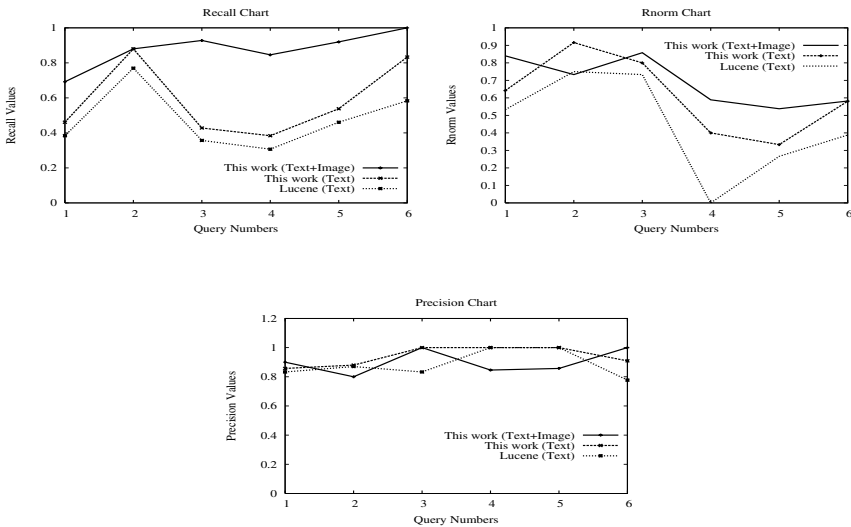 Recall Chart
1
0.8
0.6
0.4
0.2
0
Recall Values
This work (Text+Image)
This work (Text)
Lucene (Text)
1 2 3 4 5 6
Query Numbers
Rnorm Chart
1
0.9
0.8
0.7
0.6
0.5
0.4
0.3
0.2
0.1
0
Rnorm Values
This work (Text+Image)
This work (Text)
Lucene (Text)
1 2 3 4 5 6
Query Numbers
Precision Chart
1.2
1
0.8
0.6
0.4
0.2
0
Precision Values
This work (Text+Image)
This work (Text)
Lucene (Text)
1 2 3 4 5 6
Query Numbers